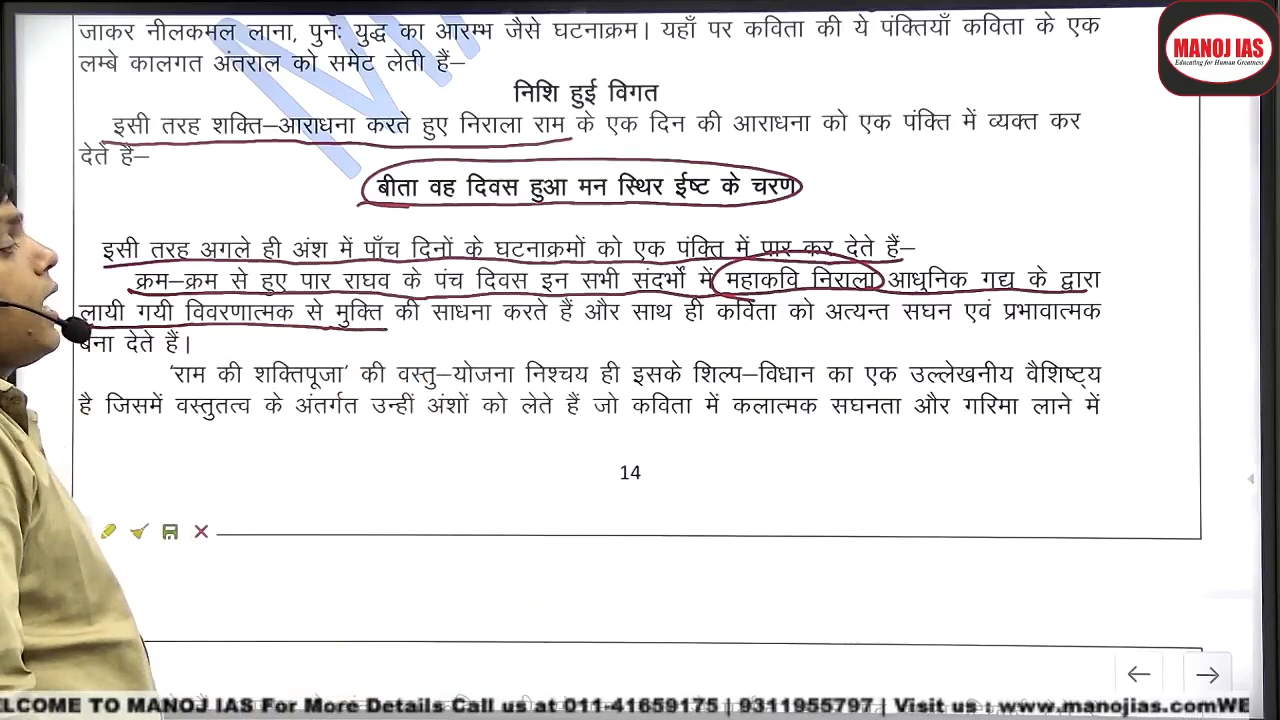 जाकर नीलकमल लाना, पुनः युद्ध का आरम्भ जैसे घटनाक्रम। यहाँ पर कविता की ये पंक्तियाँ कविता के एक
MANOJ IAS
Educating for Human Greatness
लम्बे कालगत अंतराल को समेट लेती हैं–
निशि हुई विगत
इसी तरह शक्ति–आराधना करते हुए निराला राम के एक दिन की आराधना को एक पंक्ति में व्यक्त कर
देते हैं–
बीता वह दिवस हुआ मन स्थिर ईष्ट के चरण
इसी तरह अगले ही अंश में पाँच दिनों के घटनाक्रमों को एक पंक्ति में पार कर देते हैं–
क्रम–क्रम से हुए पार राघव के पंच दिवस इन सभी संदर्भों में महाकवि निराला आधुनिक गद्य के द्वारा
लायी गयी विवरणात्मक से मुक्ति की साधना करते हैं और साथ ही कविता को अत्यन्त सघन एवं प्रभावात्मक
बना देते हैं।
'राम की शक्तिपूजा' की वस्तु–योजना निश्चय ही इसके शिल्प–विधान का एक उल्लेखनीय वैशिष्ट्य
है जिसमें वस्तुतत्व के अंतर्गत उन्हीं अंशों को लेते हैं जो कविता में कलात्मक सघनता और गरिमा लाने में
14
ELCOME TO MANOJ IAS For More Details Call us at 011-41659175 | 9311955797 | Visit us : www.manojias.comWE